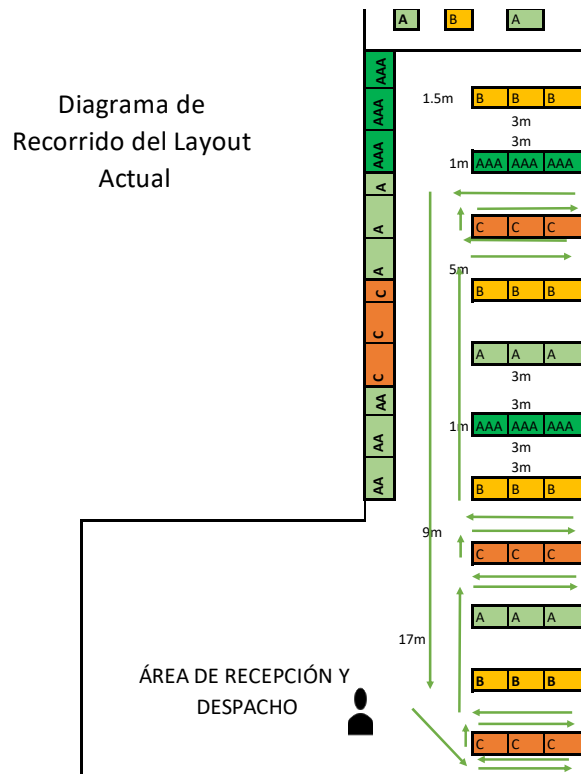 A B A
Diagrama de
Recorrido del Layout
Actual
AAA
AAA
AAA
A
A
A
C
C
C
AA
AA
AA
1.5m
B B B
3m
3m
1m
AAA AAA AAA
C C C
5m
B B B
A A A
3m
3m
1m
AAA AAA AAA
3m
3m
B B B
9m
C C C
A A A
17m
ÁREA DE RECEPCIÓN Y
DESPACHO
B B B
C C C